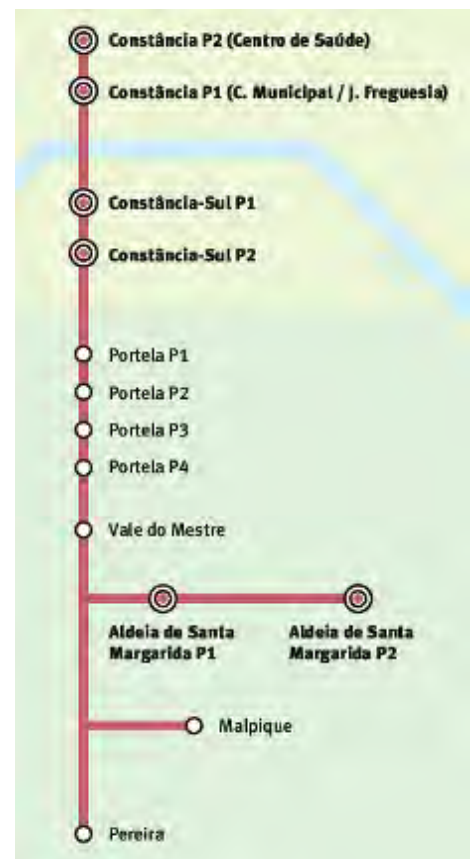 Constância P2 (Centro de Saúde)
Constância P1 (C. Municipal / J. Freguesia)
Constância-Sul P1
Constância-Sul P2
Portela P1
Portela P2
Portela P3
Portela P4
Vale do Mestre
Aldeia de Santa
Margarida P1
Aldeia de Santa
Margarida P2
Malpique
Pereira